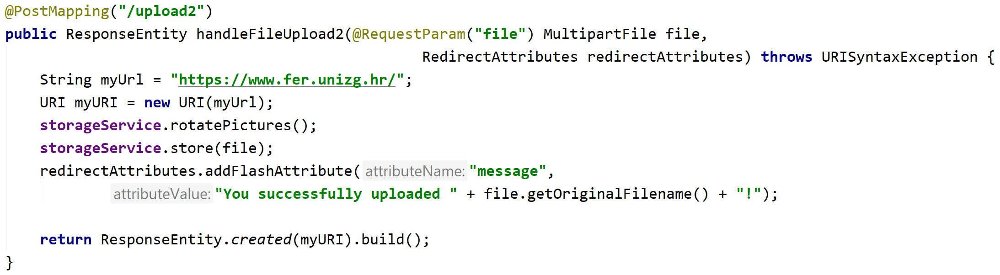 @PostMapping("/upload2")
public ResponseEntity handleFileUpload2(@RequestParam("file") MultipartFile file,
RedirectAttributes redirectAttributes) throws URISyntaxException {
String myUrl = "https://www.fer.unizg.hr/";
URI myURI = new URI(myUrl);
storageService.rotatePictures();
storageService.store(file);
redirectAttributes.addFlashAttribute( attributeName: "message",
attributeValue: "You successfully uploaded " + file.getOriginalFilename() + "!");
return ResponseEntity.created(myURI).build();
}